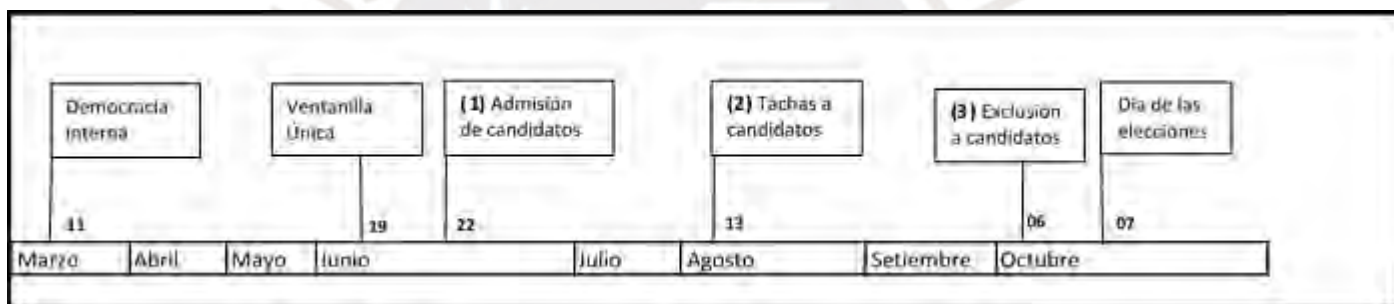 Democracia
interna
Ventanilla
Única
(1) Admisión
de candidatos
(2) Tachas a
candidatos
(3) Exclusión
a candidatos
Día de las
elecciones
11
19
22
13
06
07
Marzo Abril Mayo Junio Julio Agosto Setiembre Octubre